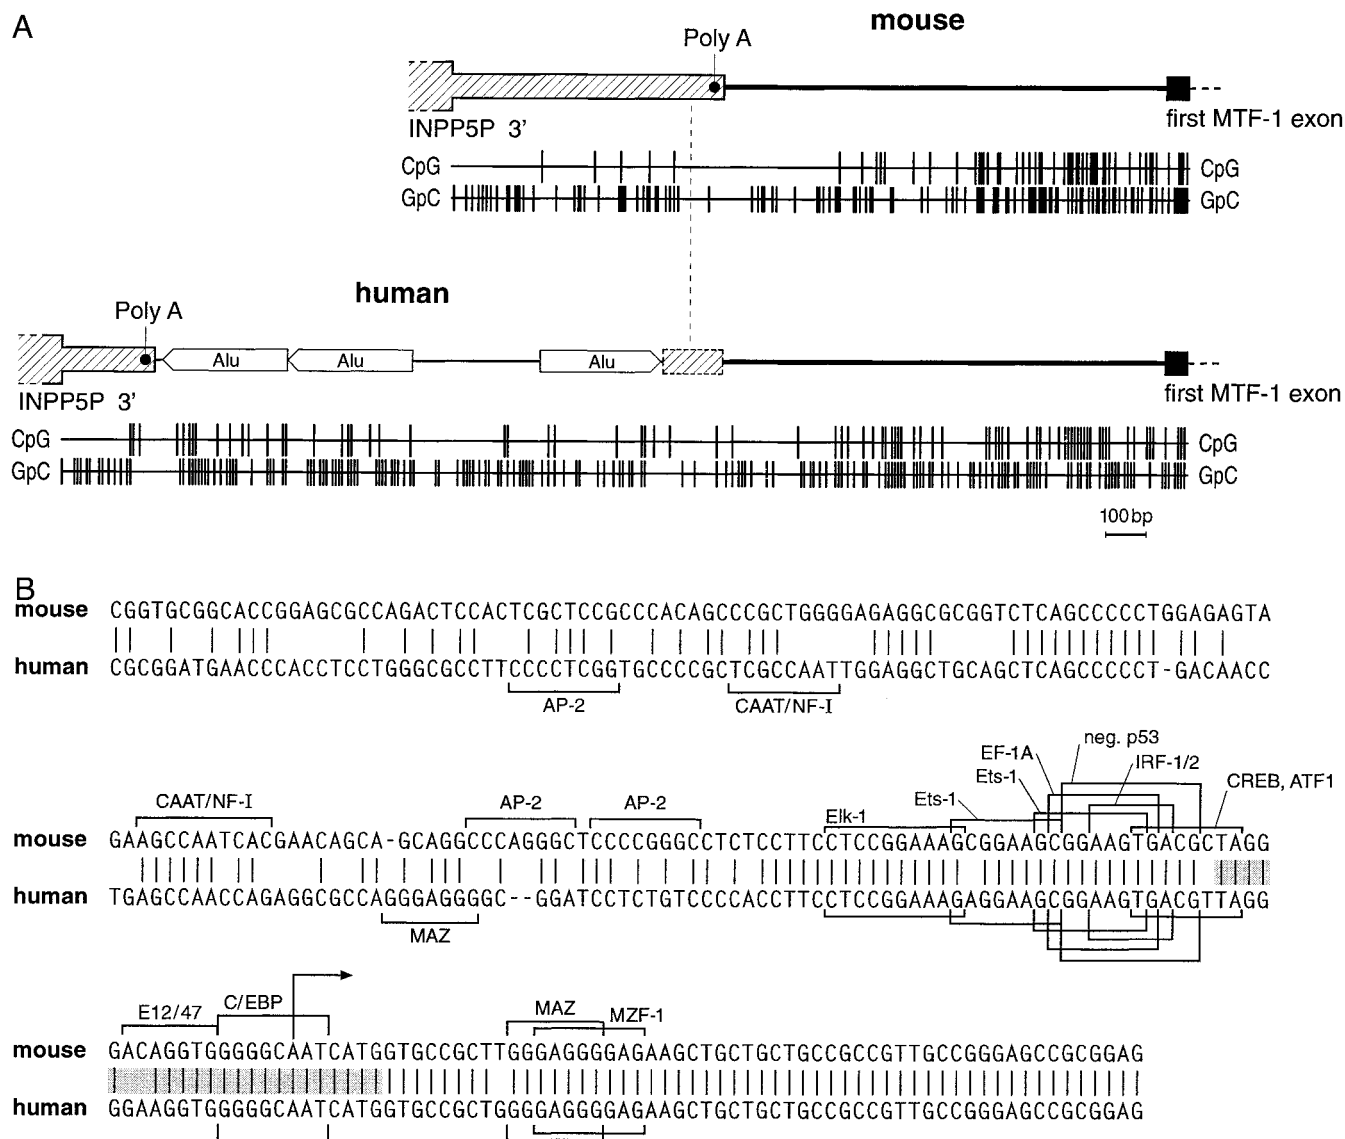 A
mouse
Poly A
INPP5P 3’
first MTF-1 exon
CpG CpG
GpC GpC
human
Poly A
Alu Alu Alu
INPP5P 3’
first MTF-1 exon
CpG CpG
GpC GpC
100 bp
B
mouse CGGTGCGGCACCGGAGCGCCAGACTCCACTCGCTCCGCCCACAGCCCGCTGGGGAGAGGCGCGGTCTCAGCCCCCTGGAGAGTA
human CGCGGATGAACCCACCTCCTGGGCGCCTTCCCCTCGGTGCCCCGCTCGCCAATTGGAGGCTGCAGCTCAGCCCCCT-GACAACC
AP-2 CAAT/NF-I
neg. p53
EF-1A IRF-1/2
Ets-1 CREB, ATF1
CAAT/NF-I AP-2 AP-2 Elk-1 Ets-1
mouse GAAGCCAATCACGAACAGCA-GCAGGCCCAGGGCTCCCCGGGCCTCTCCTTCCTCCGGAAAGCGGAAGCGGAAGTGACGCTAGG
human TGAGCCAACCAGAGGCGCCAGGGAGGGGC--GGATCCTCTGTCCCCACCTTCCTCCGGAAAGAGGAAGCGGAAGTGACGTTAGG
MAZ
E12/47 C/EBP MAZ MZF-1
mouse GACAGGTGGGGGCAATCATGGTGCCGCTTGGGAGGGGAGAAGCTGCTGCTGCCGCCGTTGCCGGGAGCCGCGGAG
human GGAAGGTGGGGGCAATCATGGTGCCGCTGGGGAGGGGAGAAGCTGCTGCTGCCGCCGTTGCCGGGAGCCGCGGAG